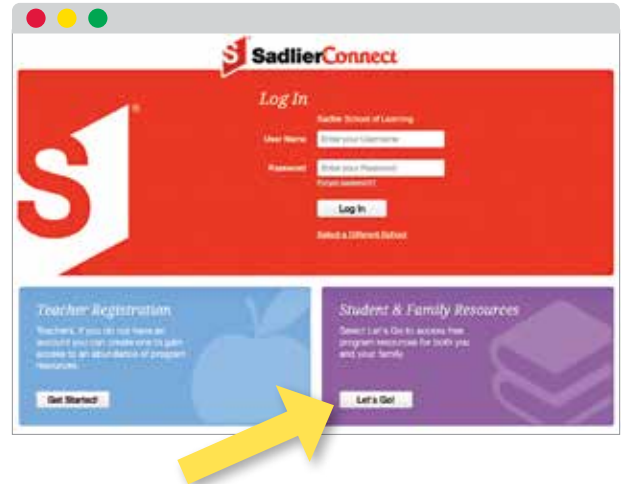 S
SadlierConnect
S®
Log In
Sadlier School of Learning
User Name
Enter your Username
Password
Enter your Password
Forgot password?
Log In
Select a Different School
Teacher Registration
Teachers, if you do not have an
account you can create one to gain
access to an abundance of program
resources.
Get Started!
Student & Family Resources
Select Let's Go to access free
program resources for both you
and your family.
Let's Go!